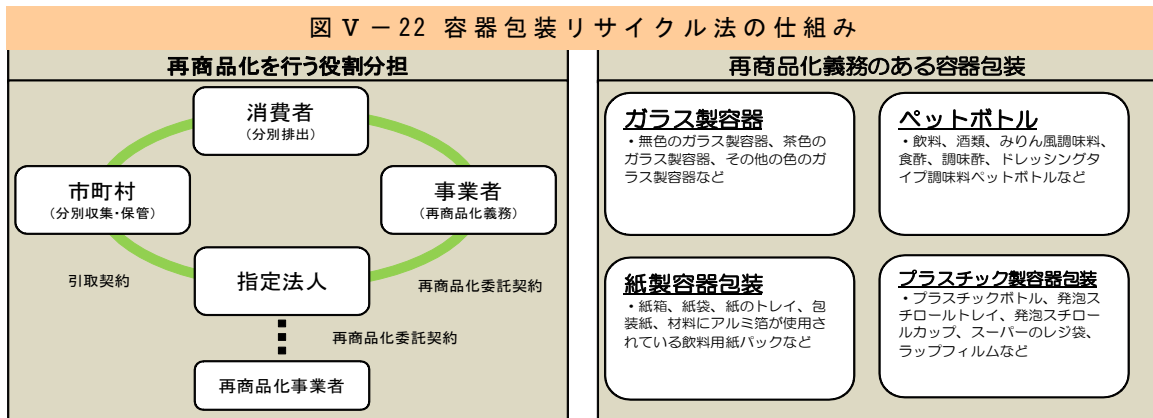 図Ⅴ－22 容器包装リサイクル法の仕組み
再商品化を行う役割分担
消費者
（分別排出）
市町村
（分別収集・保管）
事業者
（再商品化義務）
指定法人
引取契約
再商品化委託契約
再商品化委託契約
再商品化事業者
再商品化義務のある容器包装
ガラス製容器
・無色のガラス製容器、茶色の
ガラス製容器、その他の色のガ
ラス製容器など
ペットボトル
・飲料、酒類、みりん風調味料、
食酢、調味酢、ドレッシングタ
イプ調味料ペットボトルなど
紙製容器包装
・紙箱、紙袋、紙のトレイ、包
装紙、材料にアルミ箔が使用さ
れている飲料用紙パックなど
プラスチック製容器包装
・プラスチックボトル、発泡ス
チロールトレイ、発泡スチロー
ルカップ、スーパーのレジ袋、
ラップフィルムなど